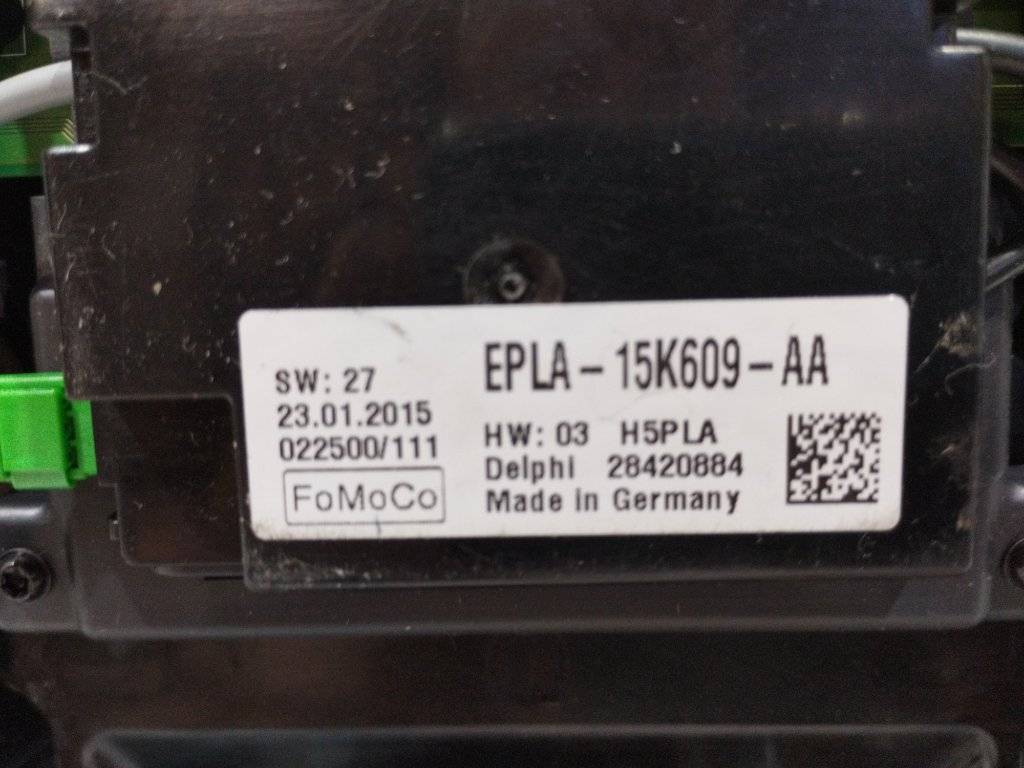 EPLA-15K609-AA
SW: 27
23.01.2015
022500/111
FoMoCo
HW: 03 H5PLA
Delphi 28420884
Made in Germany